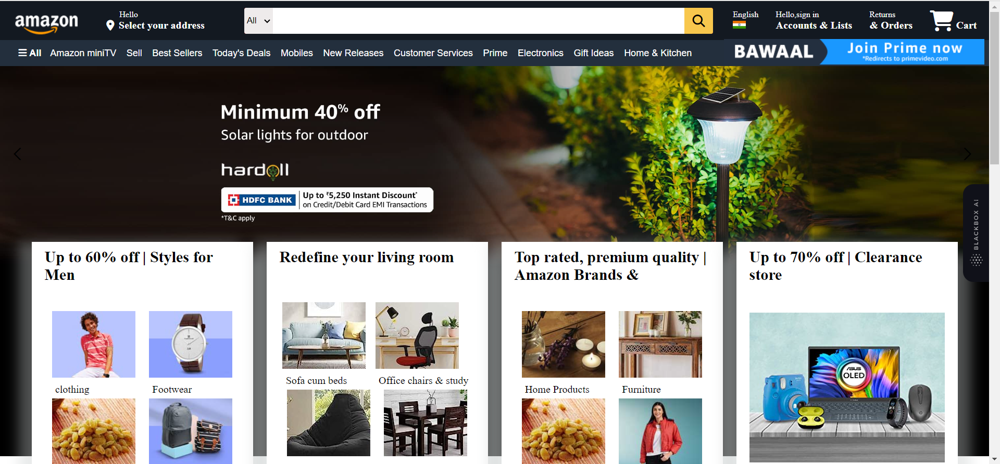 amazon
Hello
Select your address
All
English
Hello,sign in
Accounts & Lists
Returns
& Orders
Cart
All
Amazon miniTV
Sell
Best Sellers
Today's Deals
Mobiles
New Releases
Customer Services
Prime
Electronics
Gift Ideas
Home & Kitchen
BAWAAL
Join Prime now
*Redirects to primevideo.com
Minimum 40% off
Solar lights for outdoor
hardoll
HDFC BANK
Up to ₹5,250 Instant Discount*
on Credit/Debit Card EMI Transactions
*T&C apply
BLACKBOX AI
Up to 60% off | Styles for
Men
clothing
Footwear
Redefine your living room
Sofa cum beds
Office chairs & study
Top rated, premium quality |
Amazon Brands &
Home Products
Furniture
Up to 70% off | Clearance
store
ASUS
OLED